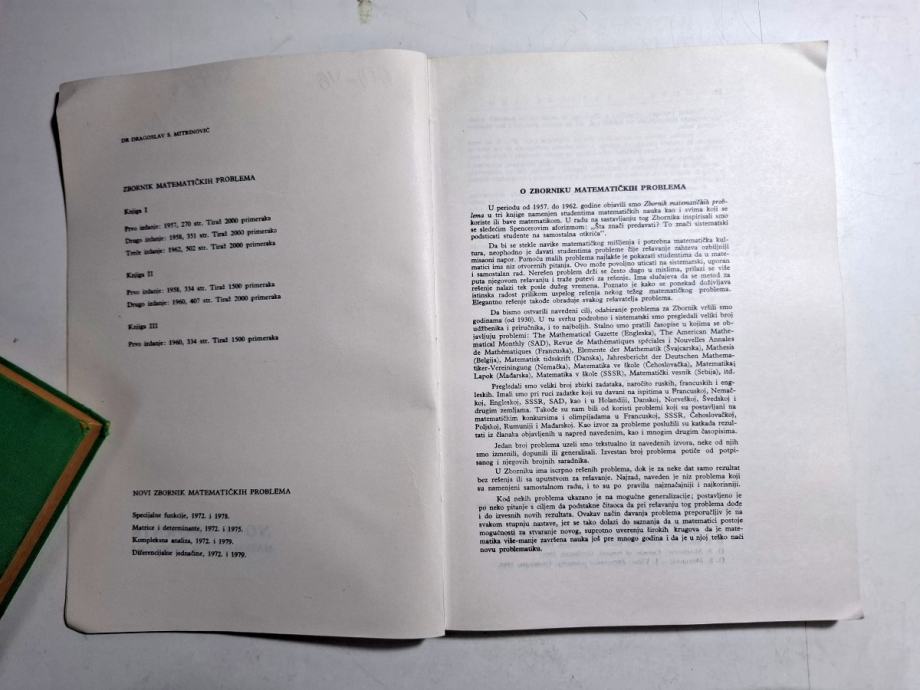 DR DRAGOSLAV S. MITRINOVIĆ
ZBORNIK MATEMATIČKIH PROBLEMA
Knjiga I
Prvo izdanje: 1957, 270 str. Tiraž 2000 primeraka
Drugo izdanje: 1958, 351 str. Tiraž 2000 primeraka
Treće izdanje: 1962, 502 str. Tiraž 2000 primeraka
Knjiga II
Prvo izdanje: 1958, 334 str. Tiraž 1500 primeraka
Drugo izdanje: 1960, 407 str. Tiraž 2000 primeraka
Knjiga III
Prvo izdanje: 1960, 334 str. Tiraž 1500 primeraka
NOVI ZBORNIK MATEMATIČKIH PROBLEMA
Specijalne funkcije, 1972. i 1978.
Matrice i determinante, 1972. i 1975.
Kompleksna analiza, 1972. i 1979.
Diferencijalne jednačine, 1972. i 1979.
O ZBORNIKU MATEMATIČKIH PROBLEMA
U periodu od 1957. do 1962. godine objavili smo Zbornik matematičkih prob-
lema u tri knjige namenjen studentima matematičkih nauka kao i svima koji se
koriste ili bave matematikom. U radu na sastavljanju tog Zbornika inspirisali smo
se sledećim Spencerovim aforizmom: „Šta znači predavati? To znači sistematski
podsticati studente na samostalna otkrića".
Da bi se stekle navike matematičkog mišljenja i potrebna matematička kul-
tura, neophodno je davati studentima probleme čije rešavanje zahteva ozbiljniji
misaoni napor. Pomoću malih problema najlakše je pokazati studentima da u mate-
matici ima niz otvorenih pitanja. Ovo može povoljno uticati na sistematski, uporan
i samostalan rad. Nerešen problem drži se često dugo u mislima, prilazi se više
puta njegovom rešavanju i traže putevi za rešenje. Ima slučajeva da se metod za
rešenje nalazi tek posle dužeg vremena. Poznato je kako se ponekad doživljava
istinska radost prilikom uspelog rešenja nekog težeg matematičkog problema.
Elegantno rešenje takođe obraduje svakog rešavatelja problema.
Da bismo ostvarili navedeni cilj, odabiranje problema za Zbornik vršili smo
godinama (od 1930). U tu svrhu podrobno i sistematski smo pregledali veliki broj
udžbenika i priručnika, i to najboljih. Stalno smo pratili časopise u kojima se ob-
javljuju problemi: The Mathematical Gazette (Engleska), The American Mathe-
matical Monthly (SAD), Revue de Mathématiques spéciales i Nouvelles Annales
de Mathématiques (Francuska), Elemente der Mathematik (Švajcarska), Mathesis
(Belgija), Matematisk tidsskrift (Danska), Jahresbericht der Deutschen Mathema-
tiker-Vereiningung (Nemačka), Matematika ve škole (Čehoslovačka), Matematikai
Lapok (Mađarska), Matematika v škole (SSSR), Matematički vesnik (Srbija), itd.
Pregledali smo veliki broj zbirki zadataka, naročito ruskih, francuskih i eng-
leskih. Imali smo pri ruci zadatke koji su davani na ispitima u Francuskoj, Nemač-
koj, Engleskoj, SSSR, SAD, kao i u Holandiji, Danskoj, Norveškoj, Švedskoj i
drugim zemljama. Takođe su nam bili od koristi problemi koji su postavljani na
matematičkim konkursima i olimpijadama u Francuskoj, SSSR, Čehoslovačkoj,
Poljskoj, Rumuniji i Mađarskoj. Kao izvor za probleme poslužili su katkada rezul-
tati iz članaka objavljenih u napred navedenim, kao i mnogim drugim časopisima.
Jedan broj problema uzeli smo tekstualno iz navedenih izvora, neke od njih
smo izmenili, dopunili ili generalisali. Izvestan broj problema potiče od potpi-
sanog i njegovih brojnih saradnika.
U Zborniku ima iscrpno rešenih problema, dok je za neke dat samo rezultat
bez rešenja ili sa uputstvom za rešavanje. Najzad, naveden je niz problema koji
su namenjeni samostalnom radu, i to su po pravilu najznačajniji i najkorisniji.
Kod nekih problema ukazano je na mogućne generalizacije; postavljeno je
po neko pitanje s ciljem da podstakne čitaoca da pri rešavanju tog problema dođe
i do izvesnih novih rezultata. Ovakav način davanja problema preporučljiv je na
svakom stupnju nastave, jer se tako dolazi do saznanja da u matematici postoje
mogućnosti za stvaranje novog, suprotno uverenju širokih krugova da je mate-
matika više-manje završena nauka još pre mnogo godina i da je u njoj teško naći
novu problematiku.